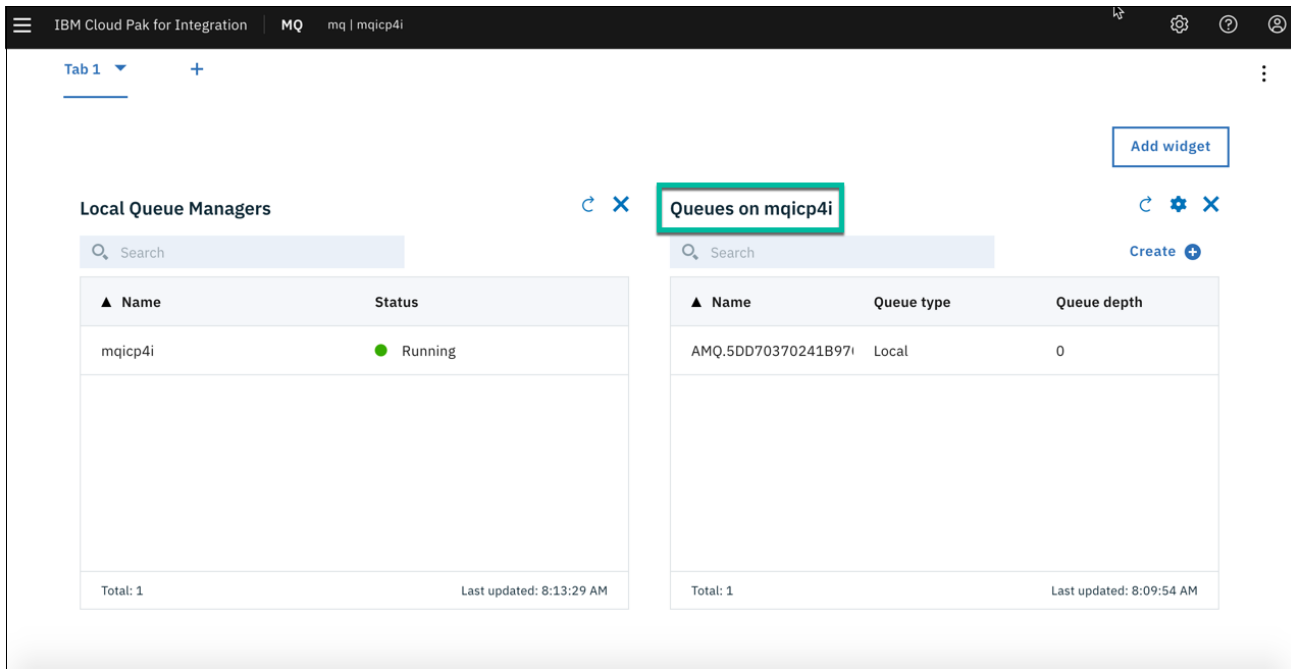 IBM Cloud Pak for Integration MQ mq | mqicp4i
Tab 1
Add widget
Local Queue Managers
Search
Name Status
mqicp4i Running
Total: 1 Last updated: 8:13:29 AM
Queues on mqicp4i
Search Create
Name Queue type Queue depth
AMQ.5DD70370241B97 Local 0
Total: 1 Last updated: 8:09:54 AM